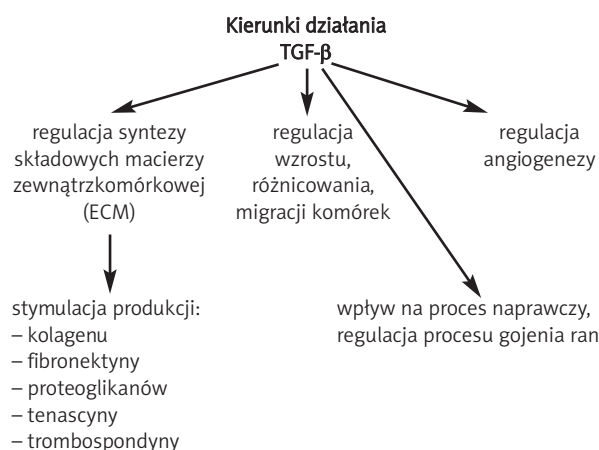 Kierunki działania
TGF-β
regulacja syntezy
składowych macierzy
zewnątrzkomórkowej
(ECM)
regulacja
wzrostu,
różnicowania,
migracji komórek
regulacja
angiogenezy
stymulacja produkcji:
– kolagenu
– fibronektyny
– proteoglikanów
– tenascyny
– trombospondyny
wpływ na proces naprawczy,
regulacja procesu gojenia ran